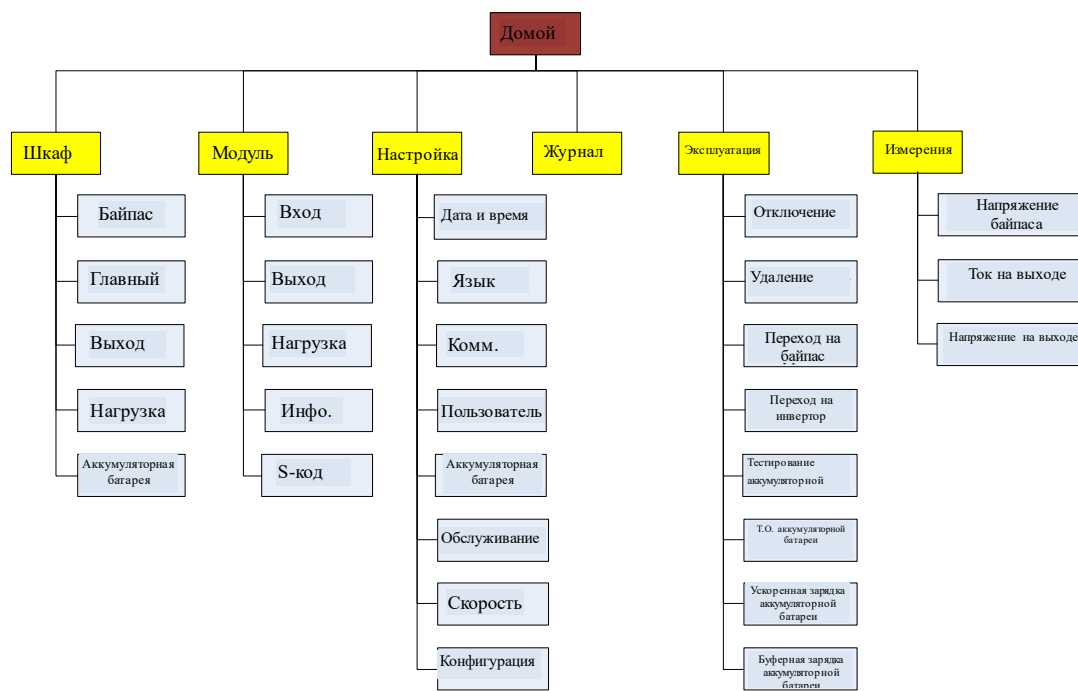 Домой
Шкаф
Байпас
Главный
Выход
Нагрузка
Аккумуляторная
батарея
Модуль
Вход
Выход
Нагрузка
Инфо.
S-код
Настройка
Дата и время
Язык
Комм.
Пользователь
Аккумуляторная
батарея
Обслуживание
Скорость
Конфигурация
Журнал
Эксплуатация
Отключение
Удаление
Переход на
байпас
Переход на
инвертор
Тестирование
аккумуляторной
Т.О. аккумуляторной
батареи
Ускоренная зарядка
аккумуляторной
батареи
Буферная зарядка
аккумуляторной
батареи
Измерения
Напряжение
байпаса
Ток на выходе
Напряжение на выходе